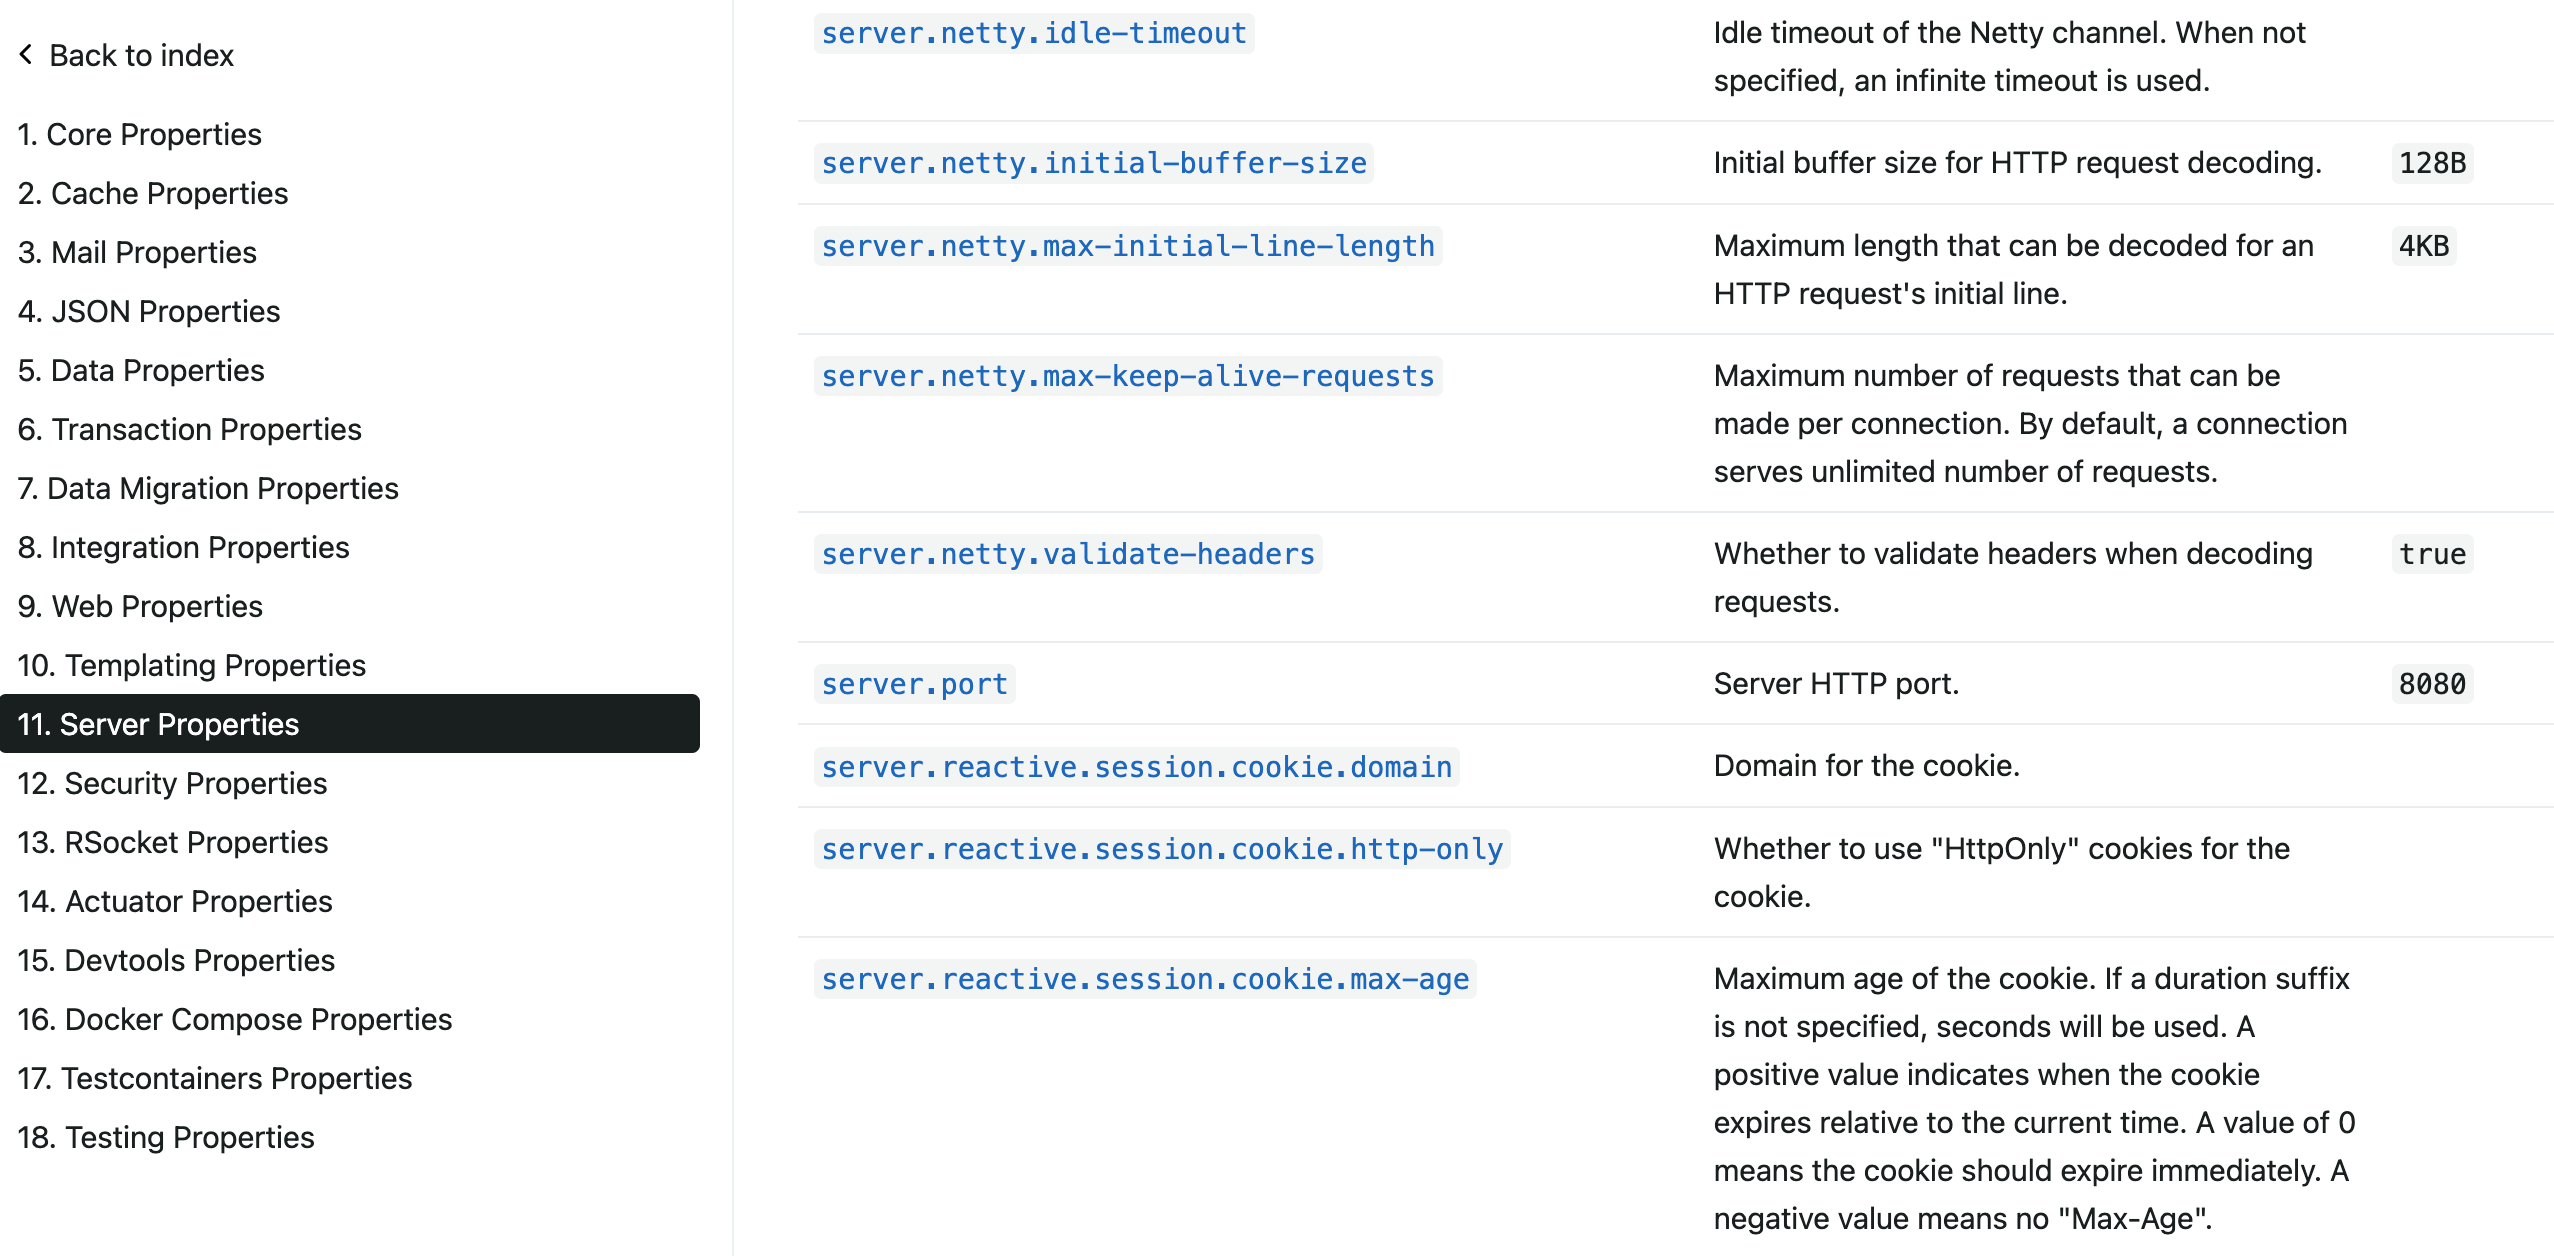 Back to index
1. Core Properties
2. Cache Properties
3. Mail Properties
4. JSON Properties
5. Data Properties
6. Transaction Properties
7. Data Migration Properties
8. Integration Properties
9. Web Properties
10. Templating Properties
11. Server Properties
12. Security Properties
13. RSocket Properties
14. Actuator Properties
15. Devtools Properties
16. Docker Compose Properties
17. Testcontainers Properties
18. Testing Properties
server.netty.idle-timeout
Idle timeout of the Netty channel. When not
specified, an infinite timeout is used.
server.netty.initial-buffer-size
Initial buffer size for HTTP request decoding.
128B
server.netty.max-initial-line-length
Maximum length that can be decoded for an
HTTP request's initial line.
4KB
server.netty.max-keep-alive-requests
Maximum number of requests that can be
made per connection. By default, a connection
serves unlimited number of requests.
server.netty.validate-headers
Whether to validate headers when decoding
requests.
true
server.port
Server HTTP port.
8080
server.reactive.session.cookie.domain
Domain for the cookie.
server.reactive.session.cookie.http-only
Whether to use "HttpOnly" cookies for the
cookie.
server.reactive.session.cookie.max-age
Maximum age of the cookie. If a duration suffix
is not specified, seconds will be used. A
positive value indicates when the cookie
expires relative to the current time. A value of 0
means the cookie should expire immediately. A
negative value means no "Max-Age".